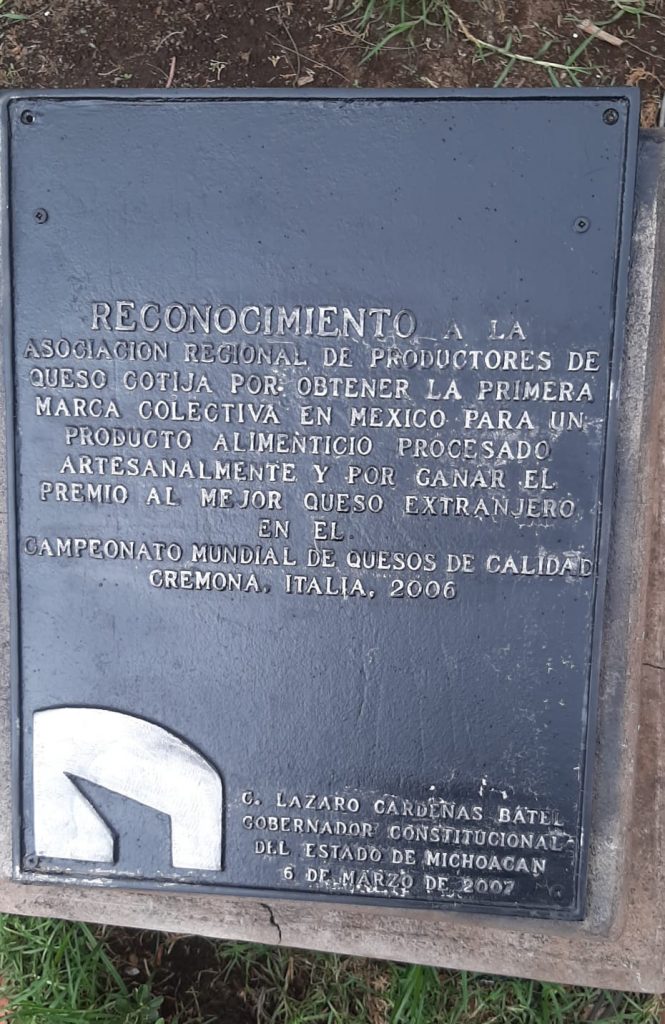 RECONOCIMIENTO A LA
ASOCIACION REGIONAL DE PRODUCTORES DE
QUESO COTIJA POR OBTENER LA PRIMERA
MARCA COLECTIVA EN MEXICO PARA UN
PRODUCTO ALIMENTICIO PROCESADO
ARTESANALMENTE Y POR GANAR EL
PREMIO AL MEJOR QUESO EXTRANJERO
EN EL
CAMPEONATO MUNDIAL DE QUESOS DE CALIDAD
CREMONA, ITALIA, 2006
C. LAZARO CARDENAS BATEL
GOBERNADOR CONSTITUCIONAL
DEL ESTADO DE MICHOACAN
6 DE MARZO DE 2007